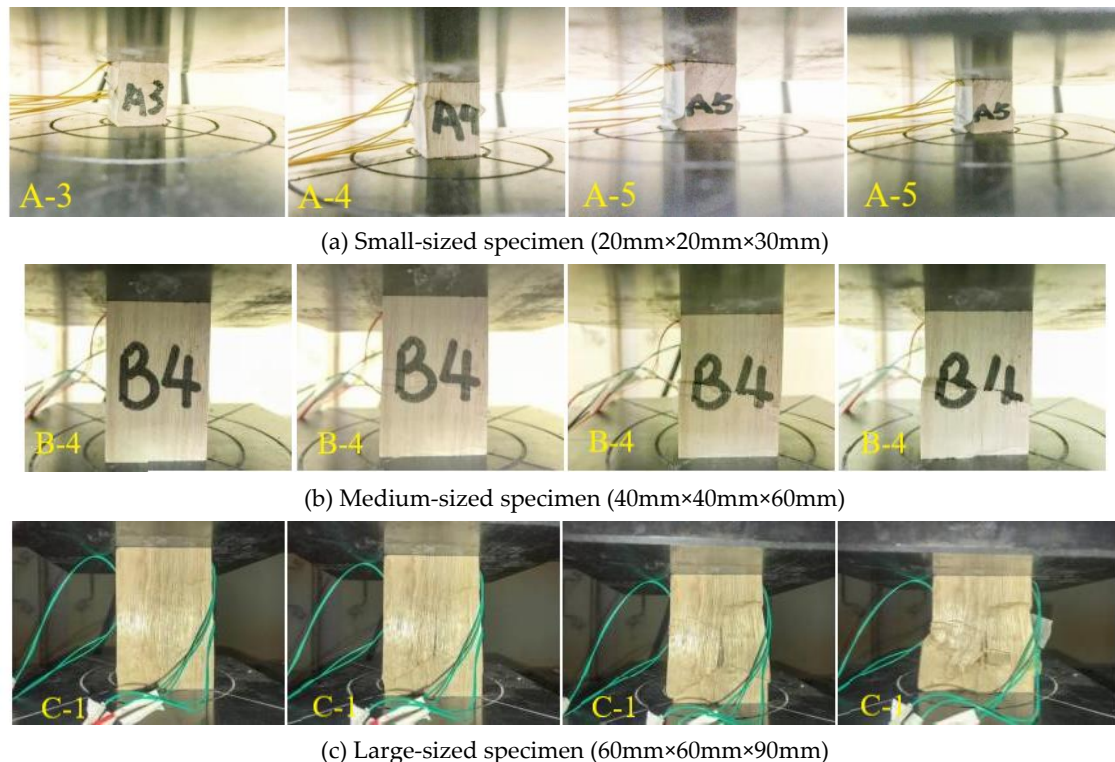 A3
A4
A5
A5
A-3
A-4
A-5
A-5
(a) Small-sized specimen (20mm×20mm×30mm)
B4
B4
B4
B4
B-4
B-4
B-4
B-4
(b) Medium-sized specimen (40mm×40mm×60mm)
C-1
C-1
C-1
C-1
(c) Large-sized specimen (60mm×60mm×90mm)